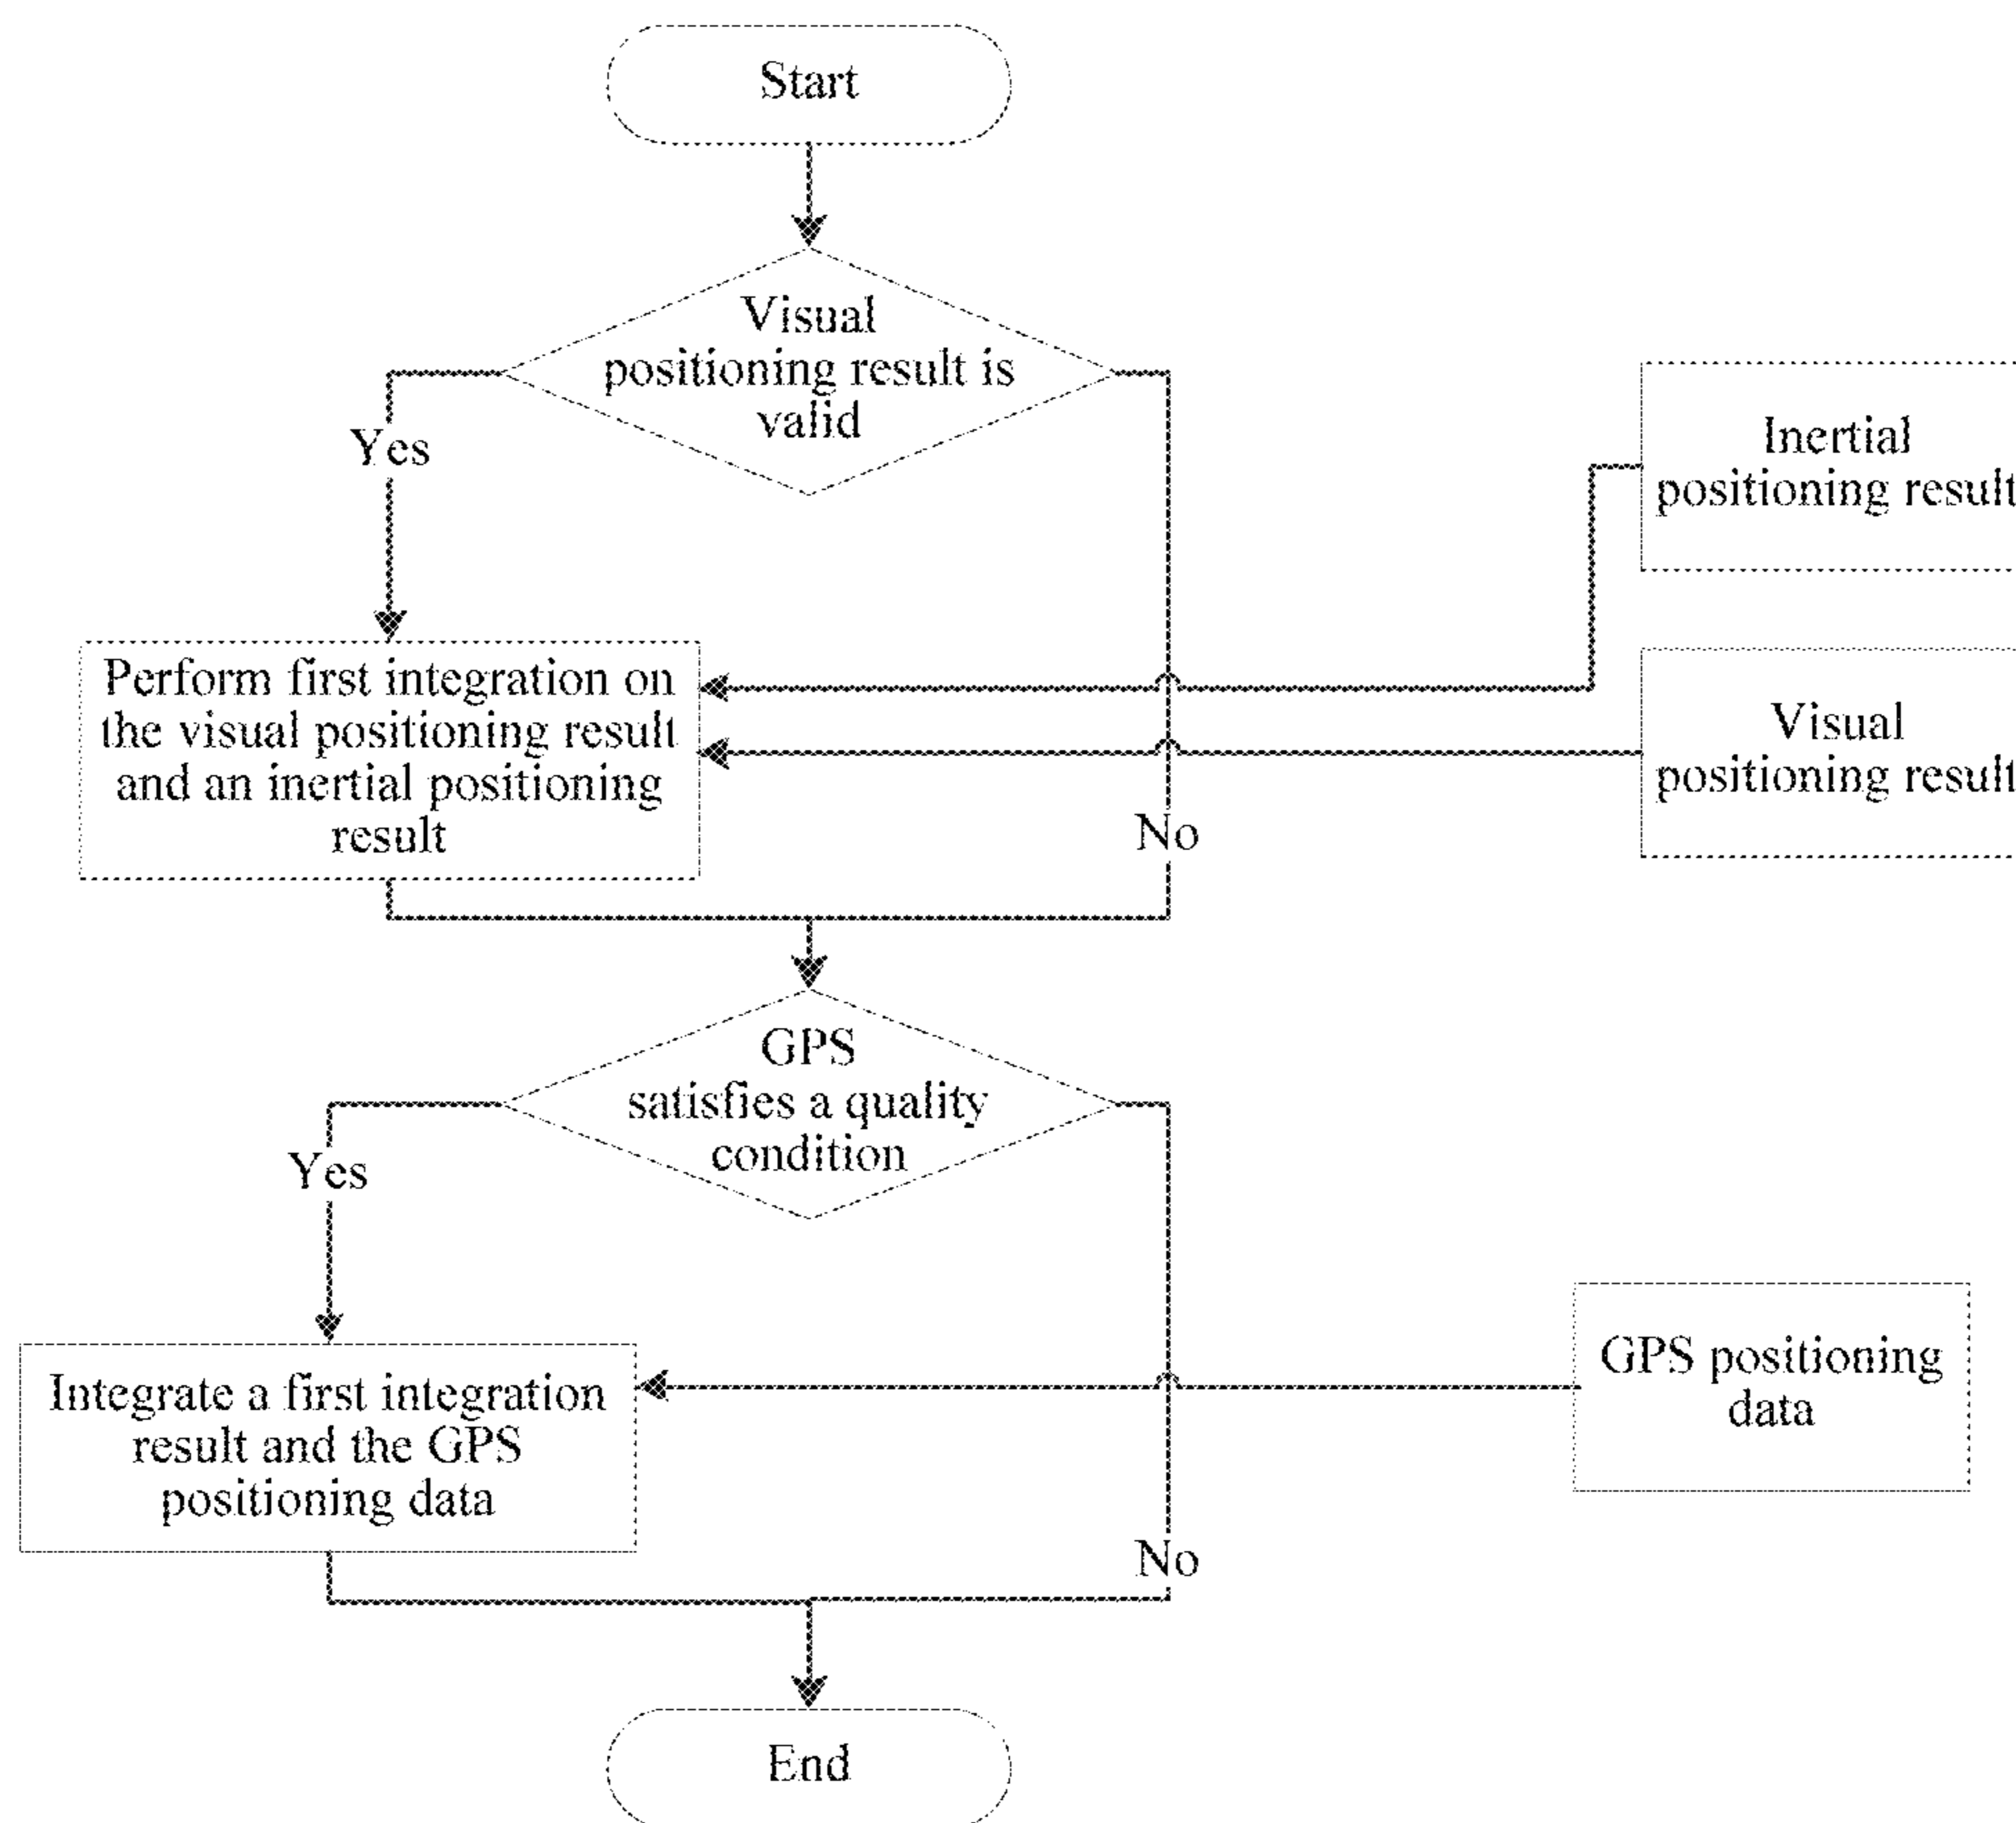 Start
Visual
positioning result is
valid
Yes
Inertial
positioning result
Perform first integration on
the visual positioning result
and an inertial positioning
result
Visual
positioning result
No
GPS
satisfies a quality
condition
Yes
Integrate a first integration
result and the GPS
positioning data
GPS positioning
data
No
End